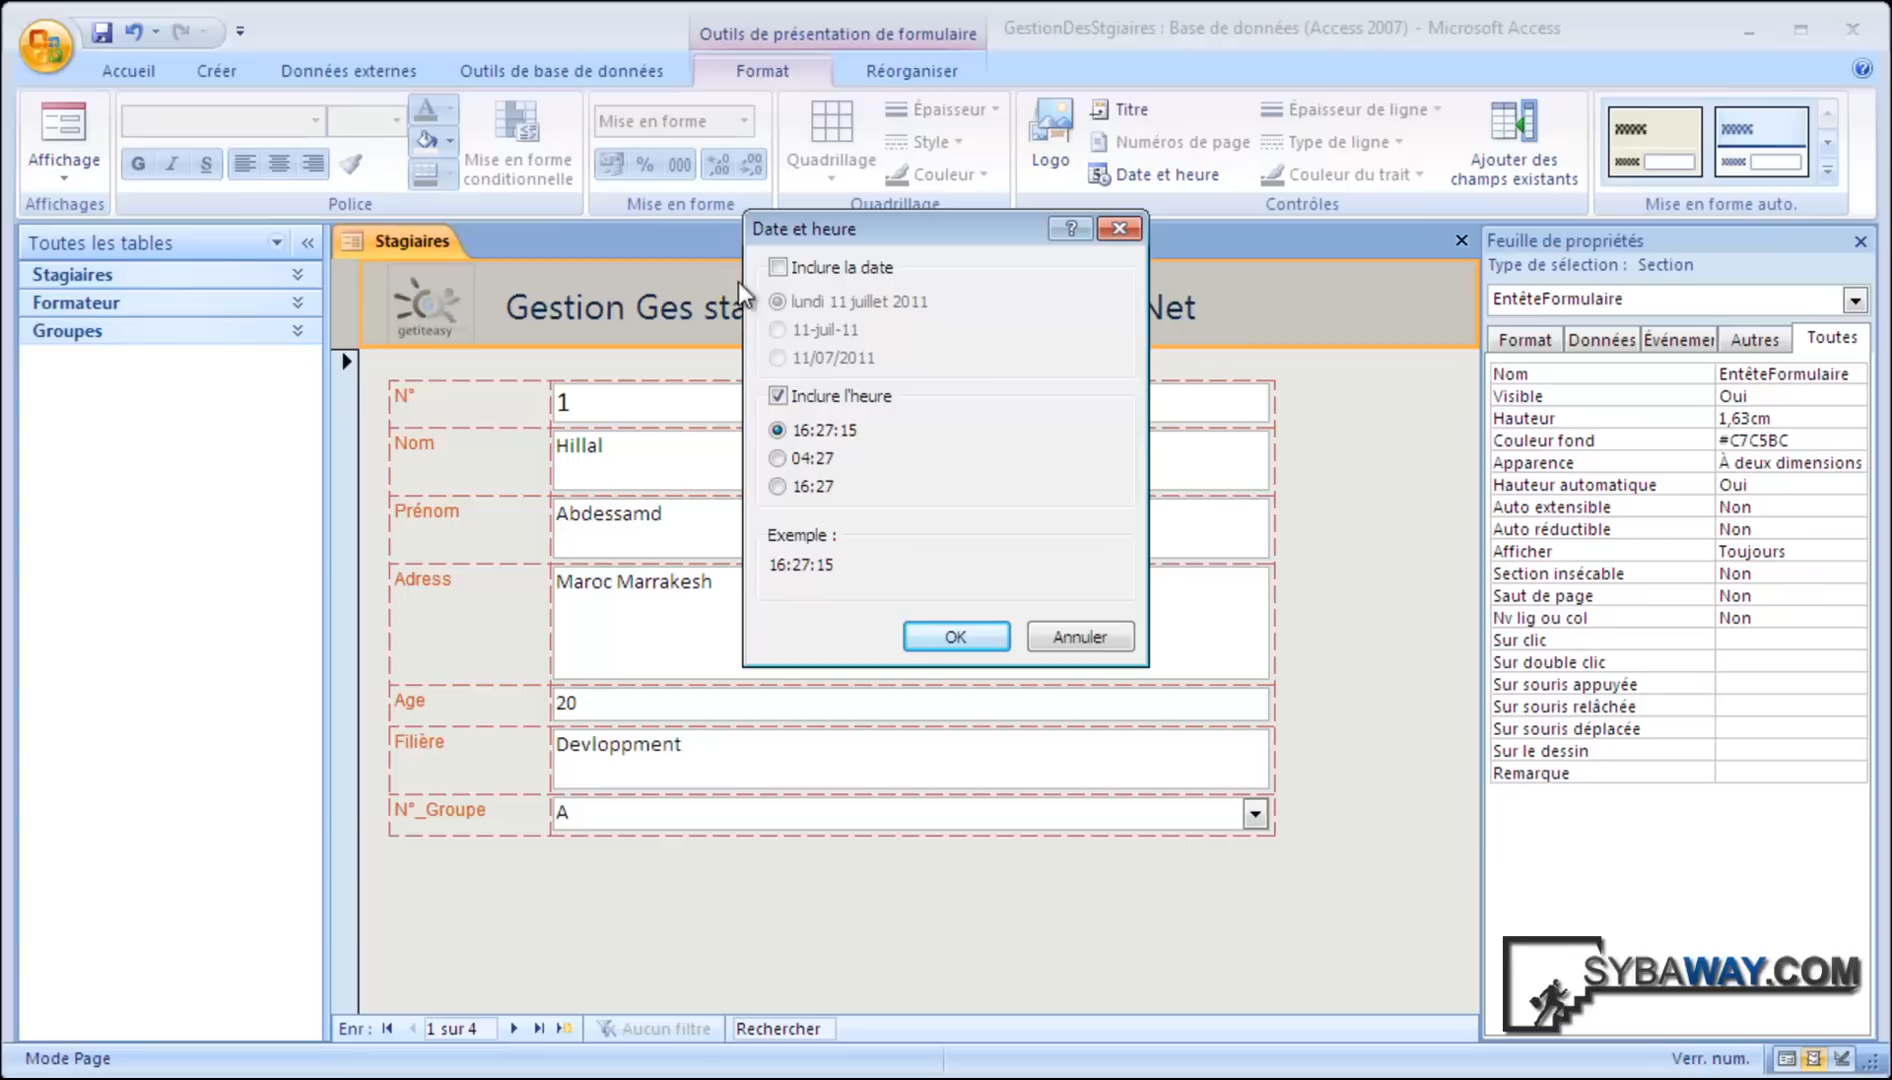 Outils de présentation de formulaire
GestionDesStgiaires : Base de données (Access 2007) - Microsoft Access
Accueil
Créer
Données externes
Outils de base de données
Format
Réorganiser
Affichage
Affichages
G I S
Mise en forme conditionnelle
Police
Mise en forme
% 000
Mise en forme
Quadrillage
Épaisseur
Style
Couleur
Quadrillage
Logo
Titre
Numéros de page
Date et heure
Épaisseur de ligne
Type de ligne
Couleur du trait
Ajouter des champs existants
Contrôles
Mise en forme auto.
Toutes les tables
Stagiaires
Formateur
Groupes
Stagiaires
getiteasy
Gestion Ges sta
Net
N° 1
Nom Hillal
Prénom Abdessamd
Adress Maroc Marrakesh
Age 20
Filière Devloppment
N°_Groupe A
Date et heure
Inclure la date
lundi 11 juillet 2011
11-juil-11
11/07/2011
Inclure l'heure
16:27:15
04:27
16:27
Exemple :
16:27:15
OK
Annuler
Feuille de propriétés
Type de sélection : Section
EntêteFormulaire
Format Données Événemer Autres Toutes
Nom EntêteFormulaire
Visible Oui
Hauteur 1,63cm
Couleur fond #C7C5BC
Apparence À deux dimensions
Hauteur automatique Oui
Auto extensible Non
Auto réductible Non
Afficher Toujours
Section insécable Non
Saut de page Non
Nv lig ou col Non
Sur clic
Sur double clic
Sur souris appuyée
Sur souris relâchée
Sur souris déplacée
Sur le dessin
Remarque
SYBAWAY.COM
Enr : 1 sur 4
Aucun filtre
Rechercher
Mode Page
Verr. num.